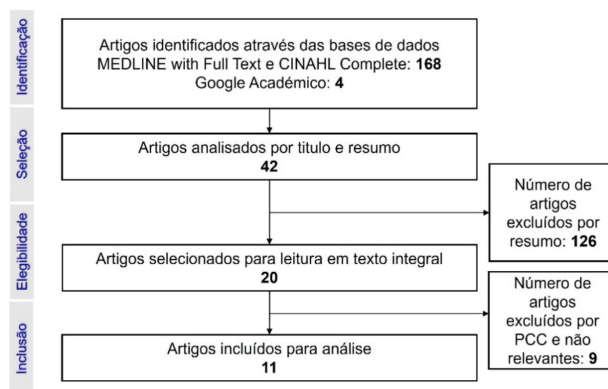 Identificação
Artigos identificados através das bases de dados
MEDLINE with Full Text e CINAHL Complete: 168
Google Académico: 4
Seleção
Artigos analisados por titulo e resumo
42
Número de
artigos
excluídos por
resumo: 126
Elegibilidade
Artigos selecionados para leitura em texto integral
20
Número de
artigos
excluídos por
PCC e não
relevantes: 9
Inclusão
Artigos incluídos para análise
11